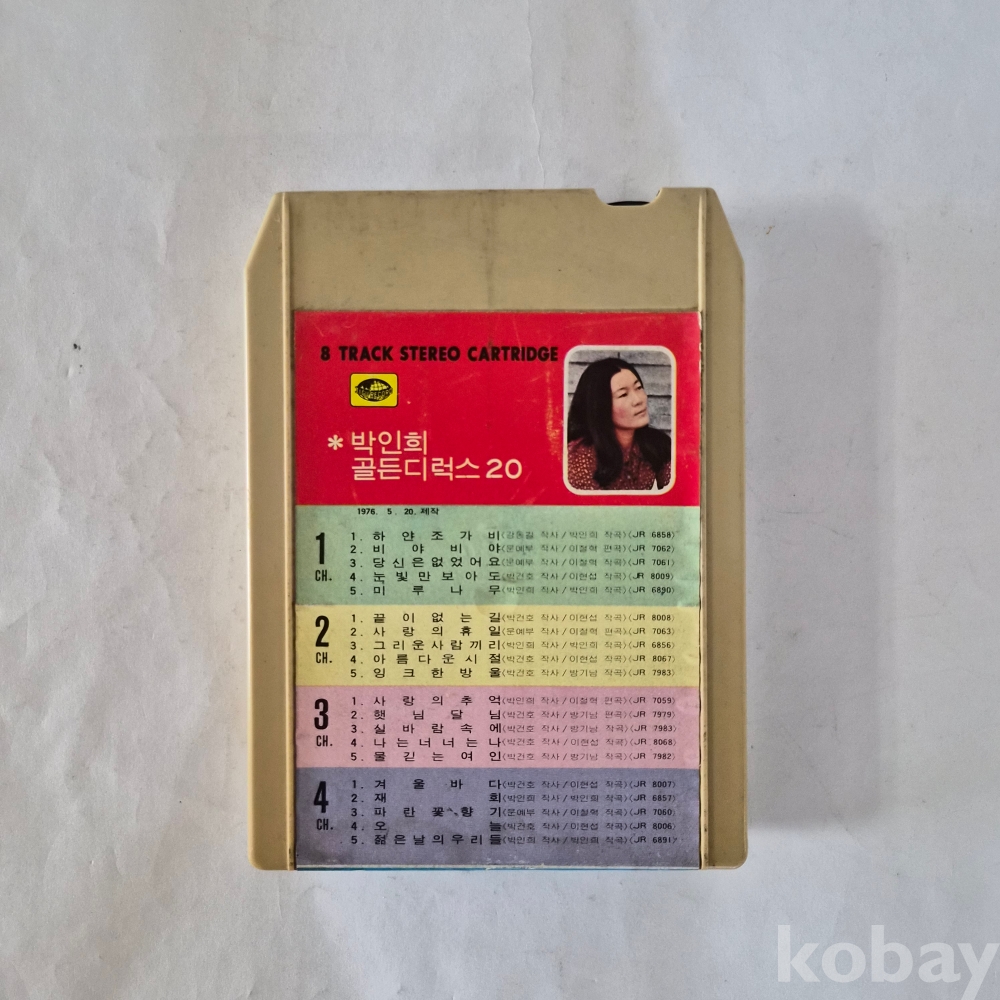 8 TRACK STEREO CARTRIDGE
* 박인희
골든디럭스 20
1976. 5. 20. 제작
1 CH.
1. 하얀조가비 (강통길 작사/박인희 작곡) (JR 6858)
2. 비야비야 (문예부 작사/이철혁 편곡) (JR 7062)
3. 당신은없었어요 (문예부 작사/이철혁 편곡) (JR 7061)
4. 눈빛만보아도 (박건호 작사/이현섭 작곡) (JR 8009)
5. 미루나무 (박인희 작사/박인희 작곡) (JR 6890)
2 CH.
1. 끝이없는길 (박건호 작사/이현섭 작곡) (JR 8008)
2. 사랑의휴일 (문예부 작사/이철혁 편곡) (JR 7063)
3. 그리운사람끼리 (박인희 작사/박인희 작곡) (JR 6856)
4. 아름다운시절 (박건호 작사/이현섭 작곡) (JR 8067)
5. 잉크한방울 (박건호 작사/방기남 작곡) (JR 7983)
3 CH.
1. 사랑의추억 (박인희 작사/이철혁 편곡) (JR 7059)
2. 햇님달님 (박건호 작사/방기남 편곡) (JR 7979)
3. 실바람속에 (박건호 작사/방기남 작곡) (JR 7983)
4. 나는너너는나 (박건호 작사/이현섭 작곡) (JR 8068)
5. 물긷는여인 (박건호 작사/방기남 작곡) (JR 7982)
4 CH.
1. 겨울바다 (박건호 작사/이현섭 작곡) (JR 8007)
2. 재회 (박인희 작사/박인희 작곡) (JR 6857)
3. 파란꽃향기 (문예부 작사/이철혁 작곡) (JR 7060)
4. 오늘 (박건호 작사/이현섭 작곡) (JR 8006)
5. 젊은날의우리들 (박인희 작사/박인희 작곡) (JR 6891)
kobay